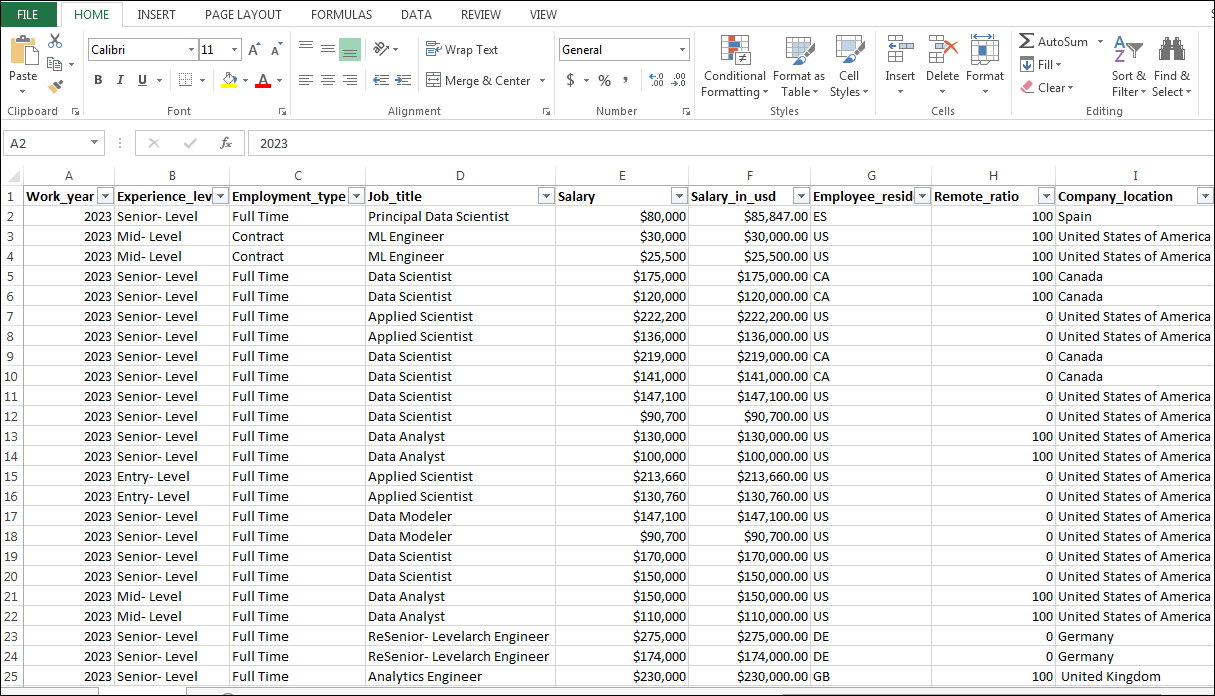 FILE HOME INSERT PAGE LAYOUT FORMULAS DATA REVIEW VIEW
Calibri 11 A A Wrap Text General AutoSum
Paste B I U A Merge & Center $ % , .00 Conditional Formatting Format as Table Cell Styles Insert Delete Format Fill Clear Sort & Filter Find & Select
Clipboard Font Alignment Number Styles Cells Editing
A2 fx 2023
A B C D E F G H I
1 Work_year Experience_lev Employment_type Job_title Salary Salary_in_usd Employee_resid Remote_ratio Company_location
2 2023 Senior- Level Full Time Principal Data Scientist $80,000 $85,847.00 ES 100 Spain
3 2023 Mid- Level Contract ML Engineer $30,000 $30,000.00 US 100 United States of America
4 2023 Mid- Level Contract ML Engineer $25,500 $25,500.00 US 100 United States of America
5 2023 Senior- Level Full Time Data Scientist $175,000 $175,000.00 CA 100 Canada
6 2023 Senior- Level Full Time Data Scientist $120,000 $120,000.00 CA 100 Canada
7 2023 Senior- Level Full Time Applied Scientist $222,200 $222,200.00 US 0 United States of America
8 2023 Senior- Level Full Time Applied Scientist $136,000 $136,000.00 US 0 United States of America
9 2023 Senior- Level Full Time Data Scientist $219,000 $219,000.00 CA 0 Canada
10 2023 Senior- Level Full Time Data Scientist $141,000 $141,000.00 CA 0 Canada
11 2023 Senior- Level Full Time Data Scientist $147,100 $147,100.00 US 0 United States of America
12 2023 Senior- Level Full Time Data Scientist $90,700 $90,700.00 US 0 United States of America
13 2023 Senior- Level Full Time Data Analyst $130,000 $130,000.00 US 100 United States of America
14 2023 Senior- Level Full Time Data Analyst $100,000 $100,000.00 US 100 United States of America
15 2023 Entry- Level Full Time Applied Scientist $213,660 $213,660.00 US 0 United States of America
16 2023 Entry- Level Full Time Applied Scientist $130,760 $130,760.00 US 0 United States of America
17 2023 Senior- Level Full Time Data Modeler $147,100 $147,100.00 US 0 United States of America
18 2023 Senior- Level Full Time Data Modeler $90,700 $90,700.00 US 0 United States of America
19 2023 Senior- Level Full Time Data Scientist $170,000 $170,000.00 US 0 United States of America
20 2023 Senior- Level Full Time Data Scientist $150,000 $150,000.00 US 0 United States of America
21 2023 Mid- Level Full Time Data Analyst $150,000 $150,000.00 US 100 United States of America
22 2023 Mid- Level Full Time Data Analyst $110,000 $110,000.00 US 100 United States of America
23 2023 Senior- Level Full Time ReSenior- Levelarch Engineer $275,000 $275,000.00 DE 0 Germany
24 2023 Senior- Level Full Time ReSenior- Levelarch Engineer $174,000 $174,000.00 DE 0 Germany
25 2023 Senior- Level Full Time Analytics Engineer $230,000 $230,000.00 GB 100 United Kingdom